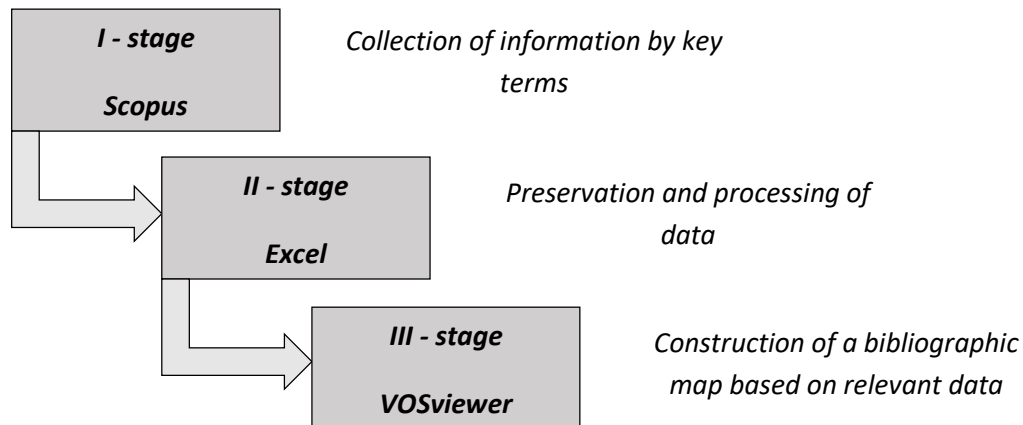 I - stage
Scopus
Collection of information by key
terms
II - stage
Excel
Preservation and processing of
data
III - stage
VOSviewer
Construction of a bibliographic
map based on relevant data